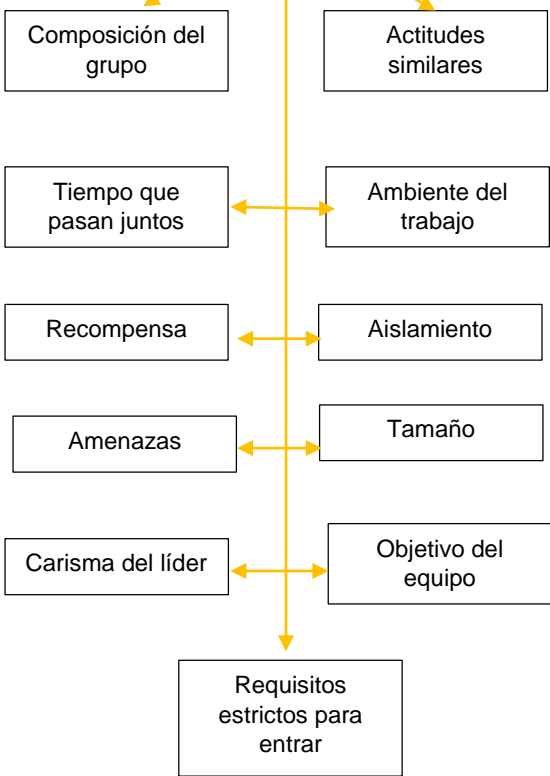 Composición del
grupo
Actitudes
similares
Tiempo que
pasan juntos
Ambiente del
trabajo
Recompensa
Aislamiento
Amenazas
Tamaño
Carisma del líder
Objetivo del
equipo
Requisitos
estrictos para
entrar